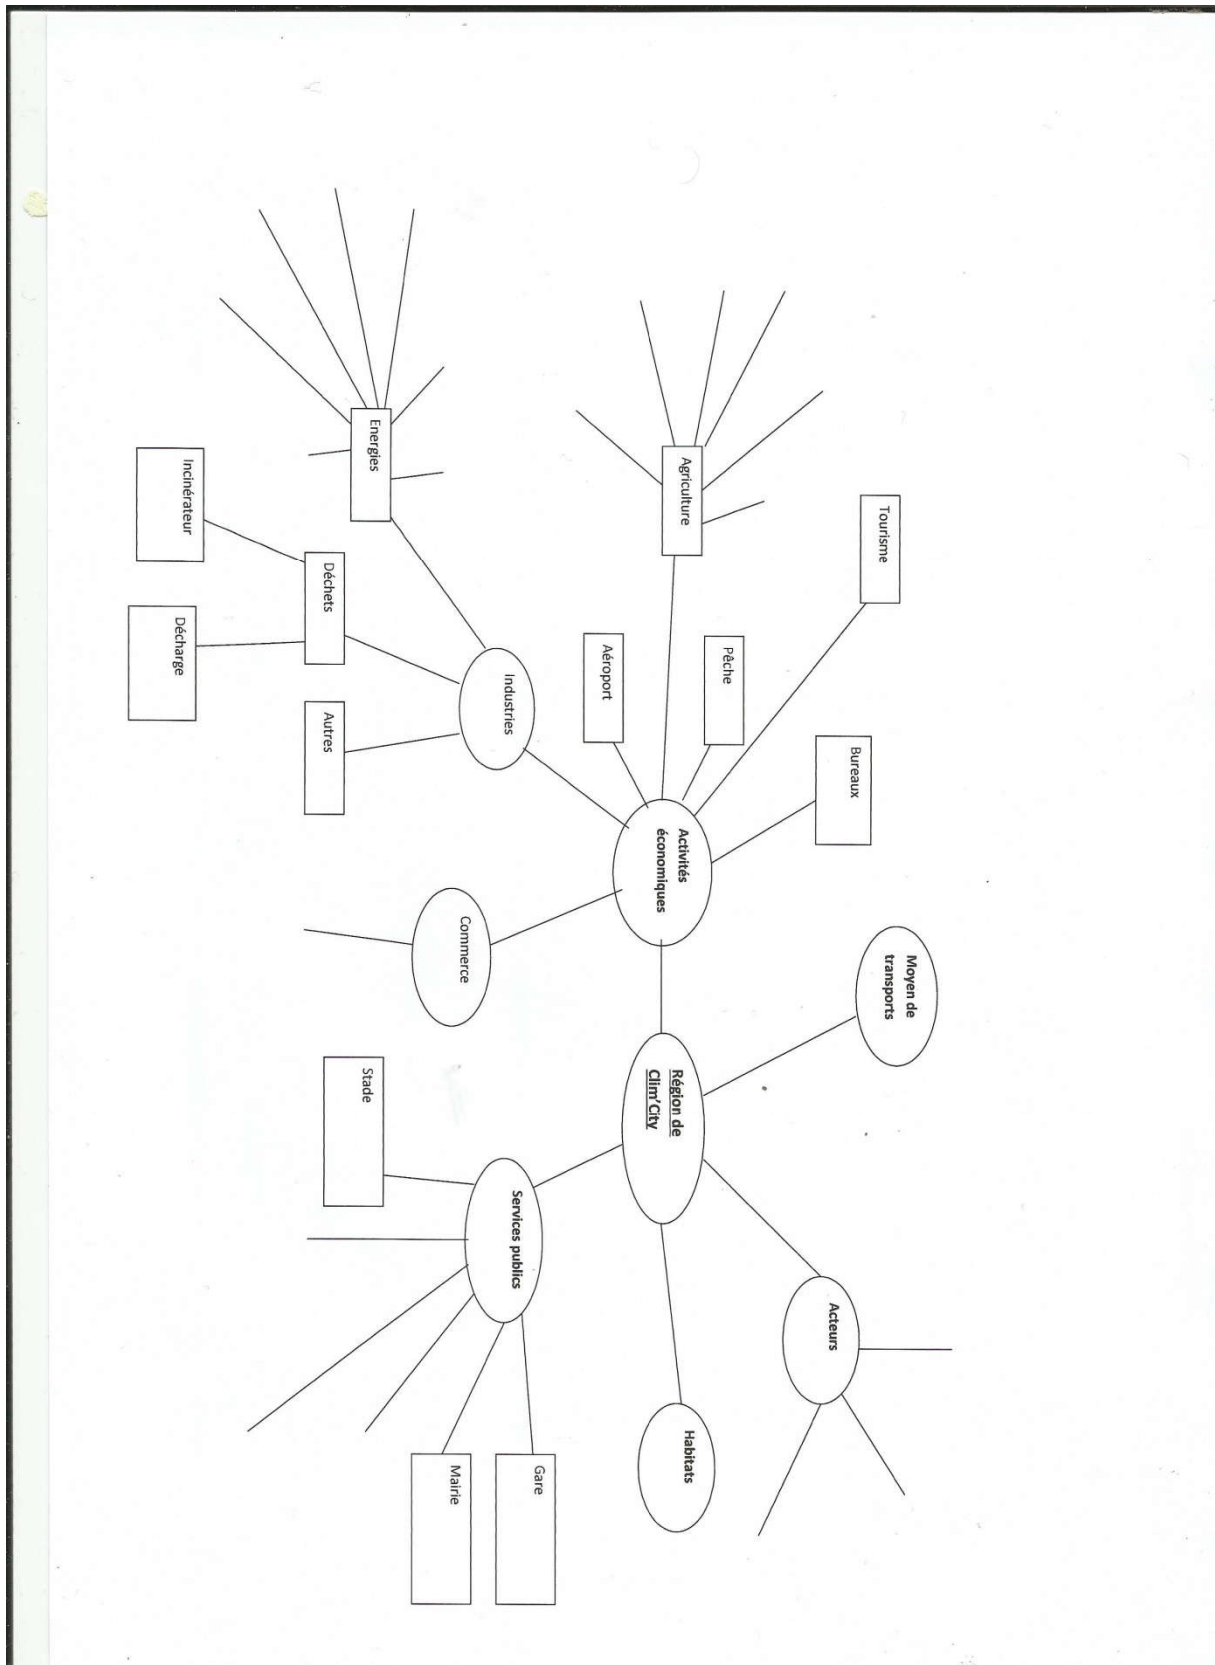 Moyen de
transports
Acteurs
Tourisme
Bureaux
Pêche
Agriculture
Aéroport
Activités
économiques
Région de
Clim'City
Habitats
Industries
Energies
Déchets
Autres
Incinérateur
Décharge
Commerce
Services publics
Stade
Gare
Mairie